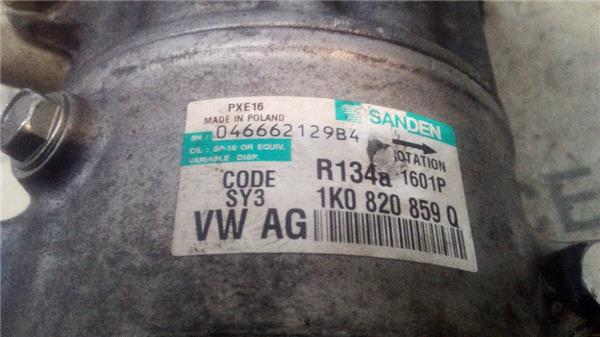 PXE16
MADE IN POLAND
SANDEN
SN : 046662129B4
OIL : SP-10 OR EQUIV.
VARIABLE DISP.
ROTATION
CODE
SY3
R134a 1601P
1K0 820 859 Q
VW AG